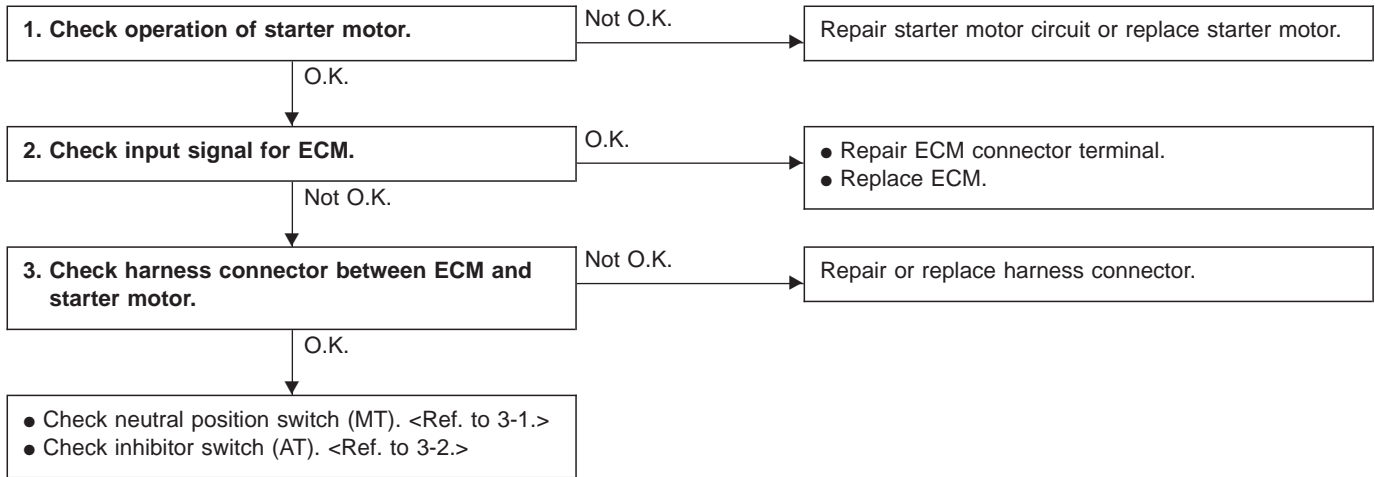 1. Check operation of starter motor.
Not O.K.
Repair starter motor circuit or replace starter motor.
O.K.
2. Check input signal for ECM.
O.K.
● Repair ECM connector terminal.
● Replace ECM.
Not O.K.
3. Check harness connector between ECM and
starter motor.
Not O.K.
Repair or replace harness connector.
O.K.
● Check neutral position switch (MT). <Ref. to 3-1.>
● Check inhibitor switch (AT). <Ref. to 3-2.>